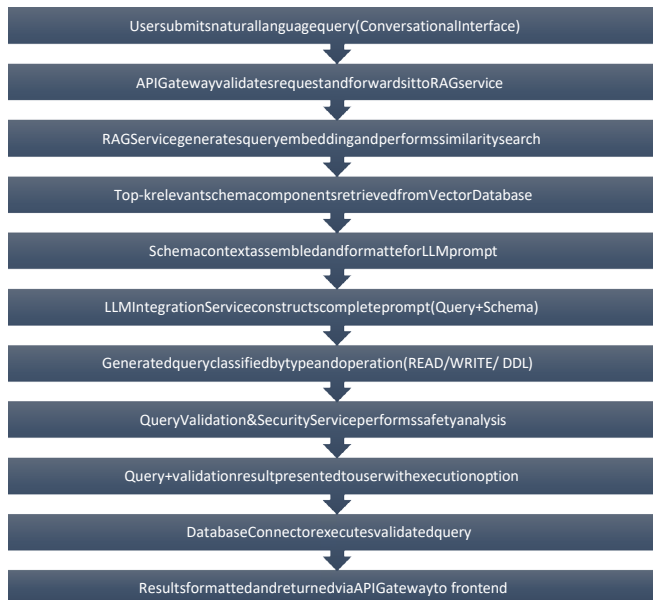 Usersubmitsnaturallanguagequery(ConversationalInterface)
APIGatewayvalidatesrequestandforwardsittoRAGservice
RAGServicegeneratesqueryembeddingandperformssimilaritysearch
Top-krelevantschemacomponentsretrievedfromVectorDatabase
SchemacontextassembledandformatteforLLMprompt
LLMIntegrationServiceconstructscompleteprompt(Query+Schema)
Generatedqueryclassifiedbytypeandoperation(READ/WRITE/ DDL)
QueryValidation&SecurityServiceperformssafetyanalysis
Query+validationresultpresentedtouserwithexecutionoption
DatabaseConnectorexecutesvalidatedquery
ResultsformattedandreturnedviaAPIGatewayto frontend